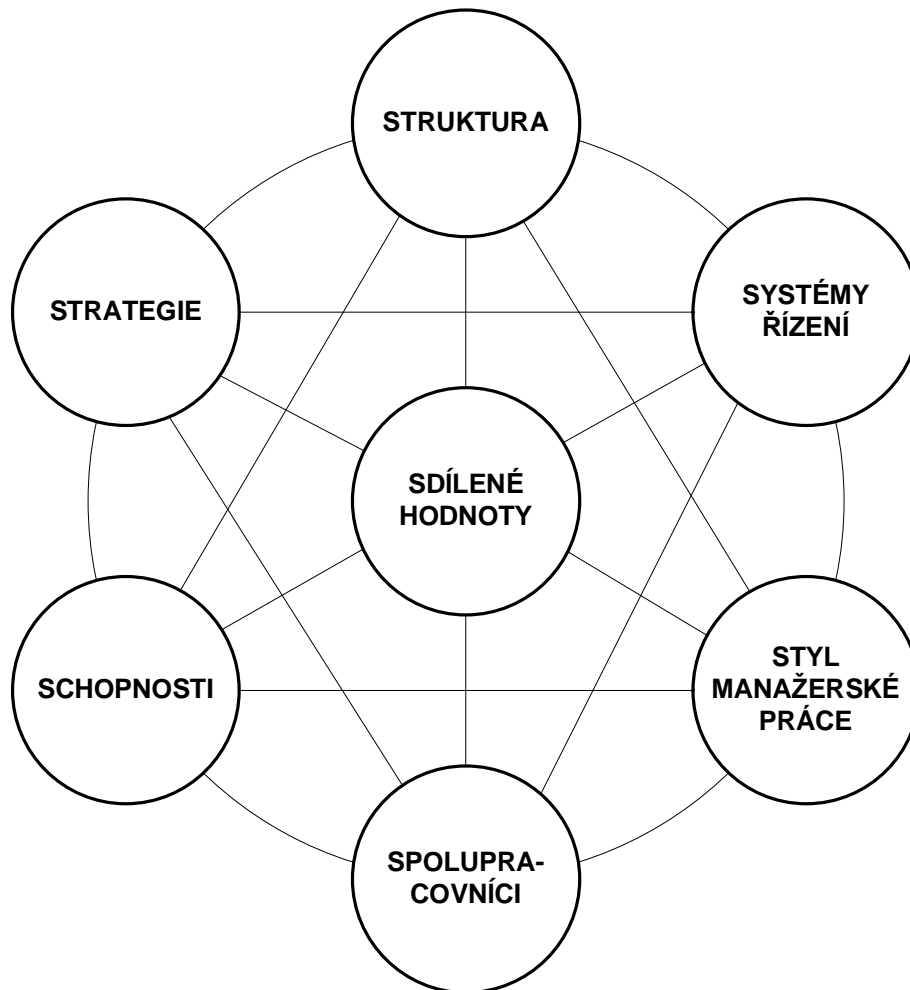 STRUKTURA
STRATEGIE
SYSTÉMY
ŘÍZENÍ
SDÍLENÉ
HODNOTY
SCHOPNOSTI
STYL
MANAŽERSKÉ
PRÁCE
SPOLUPRA-
COVNÍCI